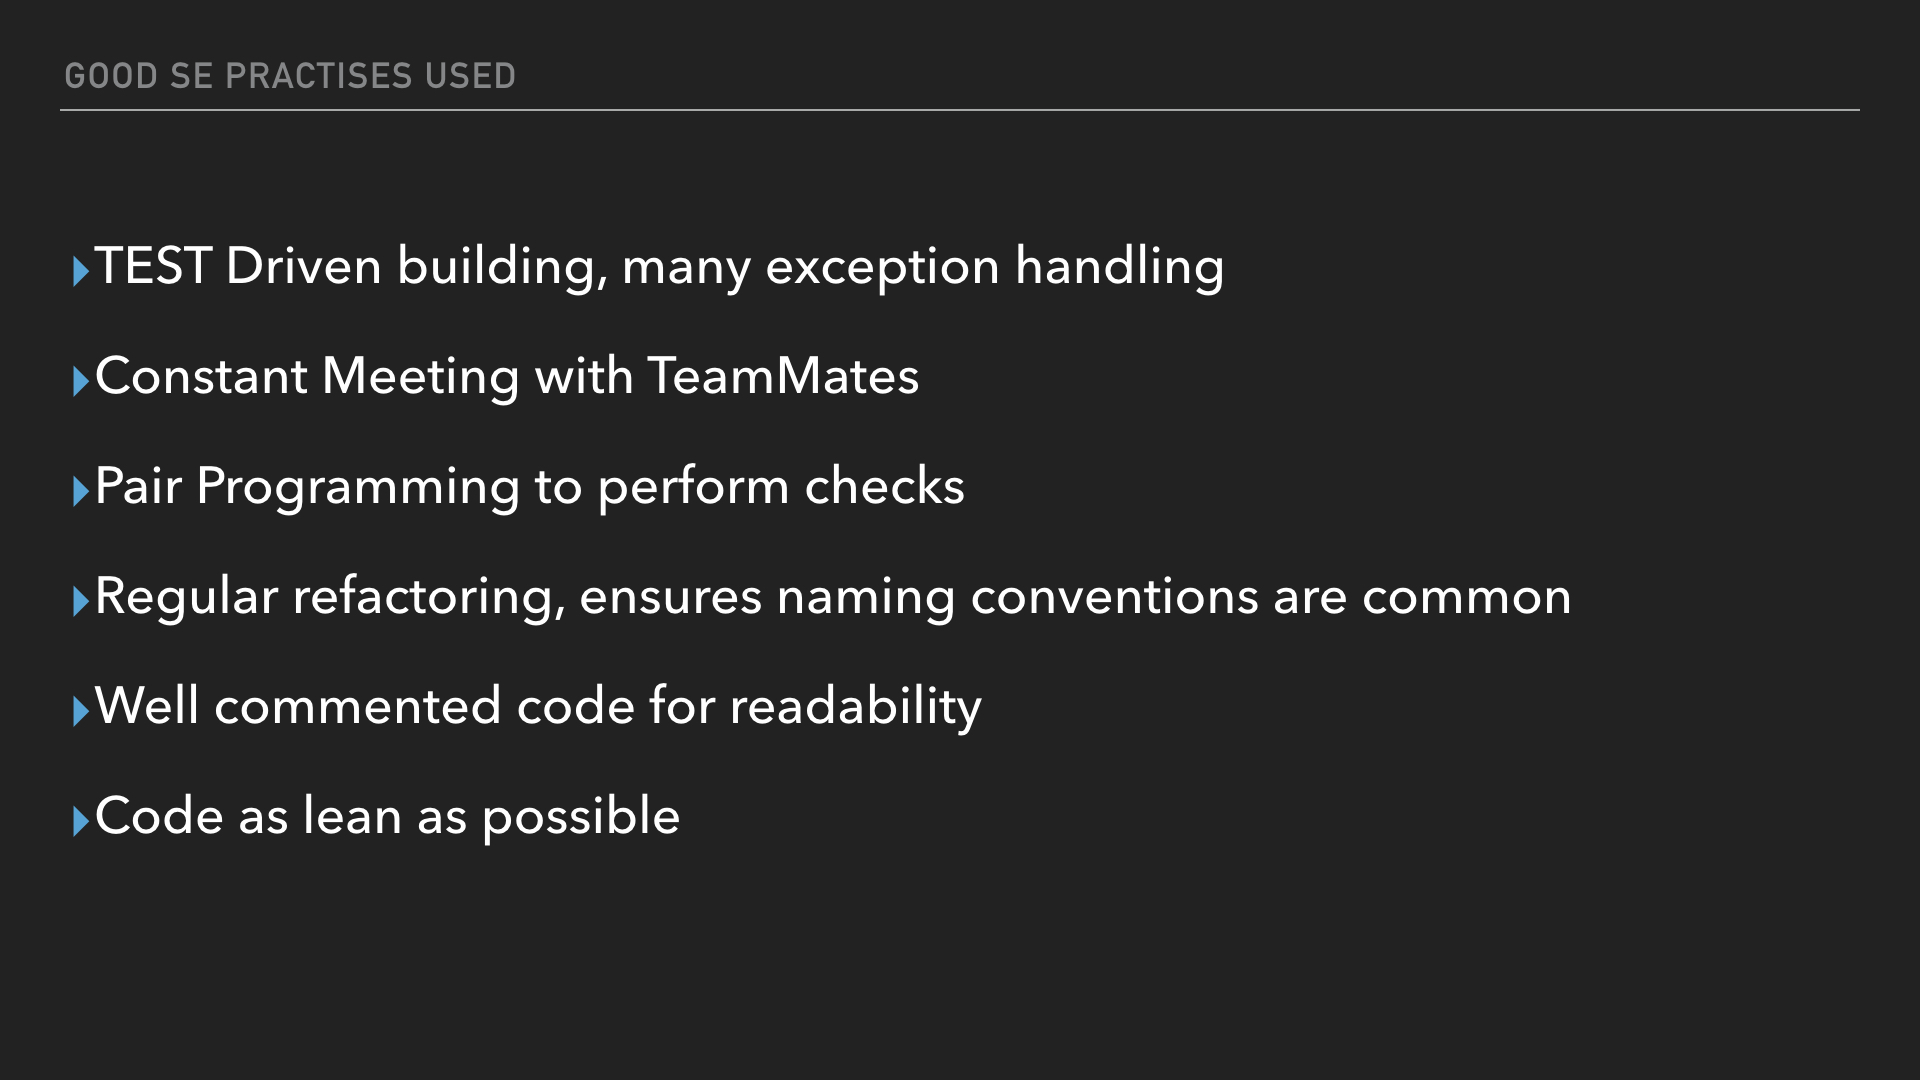 GOOD SE PRACTISES USED
TEST Driven building, many exception handling
Constant Meeting with TeamMates
Pair Programming to perform checks
Regular refactoring, ensures naming conventions are common
Well commented code for readability
Code as lean as possible